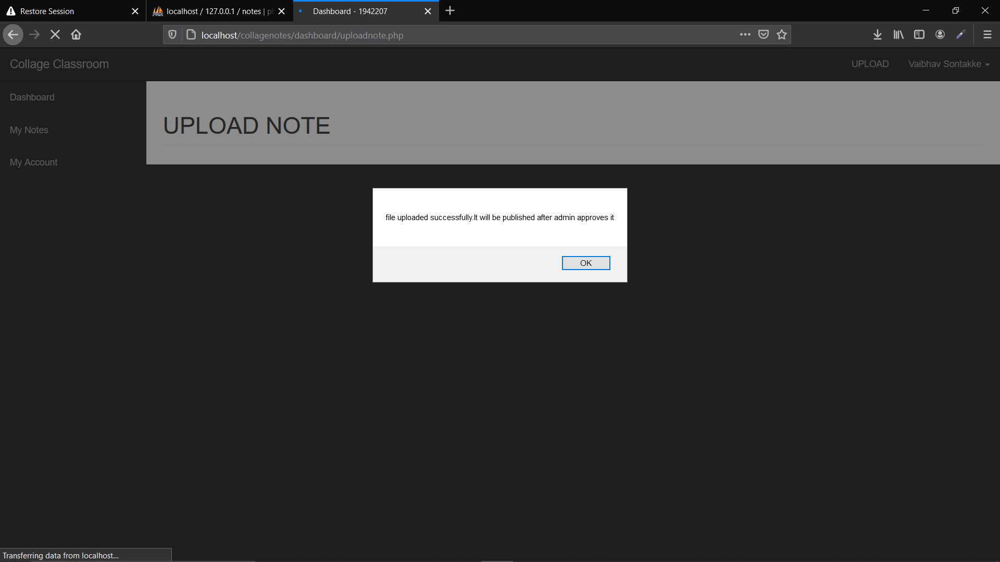 Restore Session
localhost / 127.0.0.1 / notes | ph
Dashboard - 1942207
localhost/collagenotes/dashboard/uploadnote.php
Collage Classroom
UPLOAD
Vaibhav Sontakke
Dashboard
My Notes
My Account
UPLOAD NOTE
file uploaded successfully.It will be published after admin approves it
OK
Transferring data from localhost...